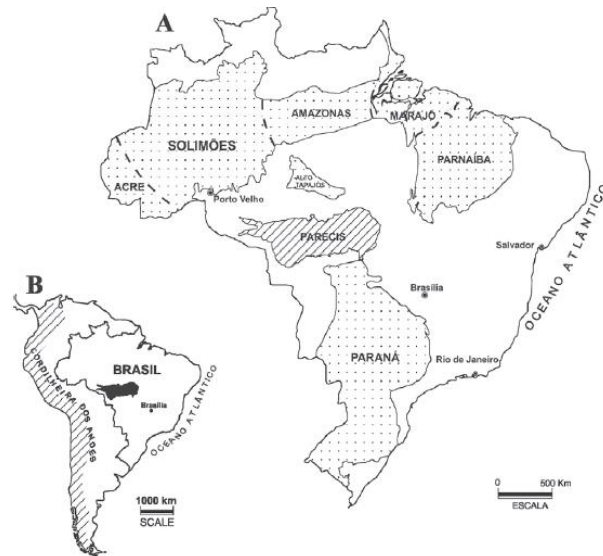 A
AMAZONAS
MARAJÓ
SOLIMÕES
PARNAÍBA
ACRE
ALTO
TAPAJOS
Porto Velho
PARECIS
Salvador
OCEANO ATLÂNTICO
Brasília
PARANÁ
Rio de Janeiro
0 500 Km
ESCALA
B
CORDILHEIRA DOS ANDES
BRASIL
Brasília
OCEANO ATLÂNTICO
1000 km
SCALE